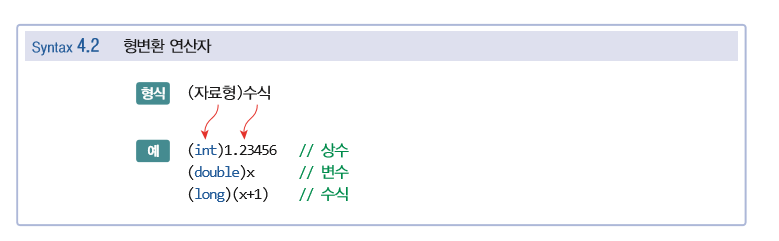 Syntax 4.2 형변환 연산자
형식 (자료형)수식
예 (int)1.23456 // 상수
(double)x // 변수
(long)(x+1) // 수식